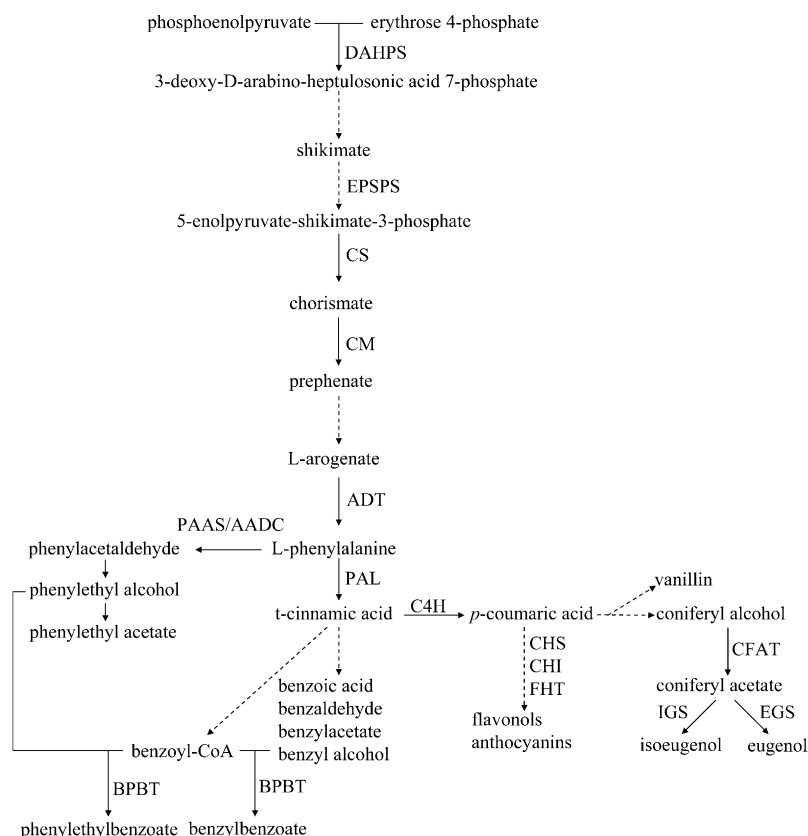 phosphoenolpyruvate erythrose 4-phosphate
DAHPS
3-deoxy-D-arabino-heptulosonic acid 7-phosphate
shikimate
EPSPS
5-enolpyruvate-shikimate-3-phosphate
CS
chorismate
CM
prephenate
L-arogenate
ADT
PAAS/AADC
phenylacetaldehyde L-phenylalanine
PAL
phenylethyl alcohol
phenylethyl acetate
t-cinnamic acid C4H p-coumaric acid
vanillin
coniferyl alcohol
CHS
CHI
FHT
CFAT
benzoic acid
benzaldehyde
benzylacetate
benzyl alcohol
flavonols
anthocyanins
coniferyl acetate
IGS EGS
isoeugenol eugenol
benzoyl-CoA
BPBT BPBT
phenylethylbenzoate benzylbenzoate